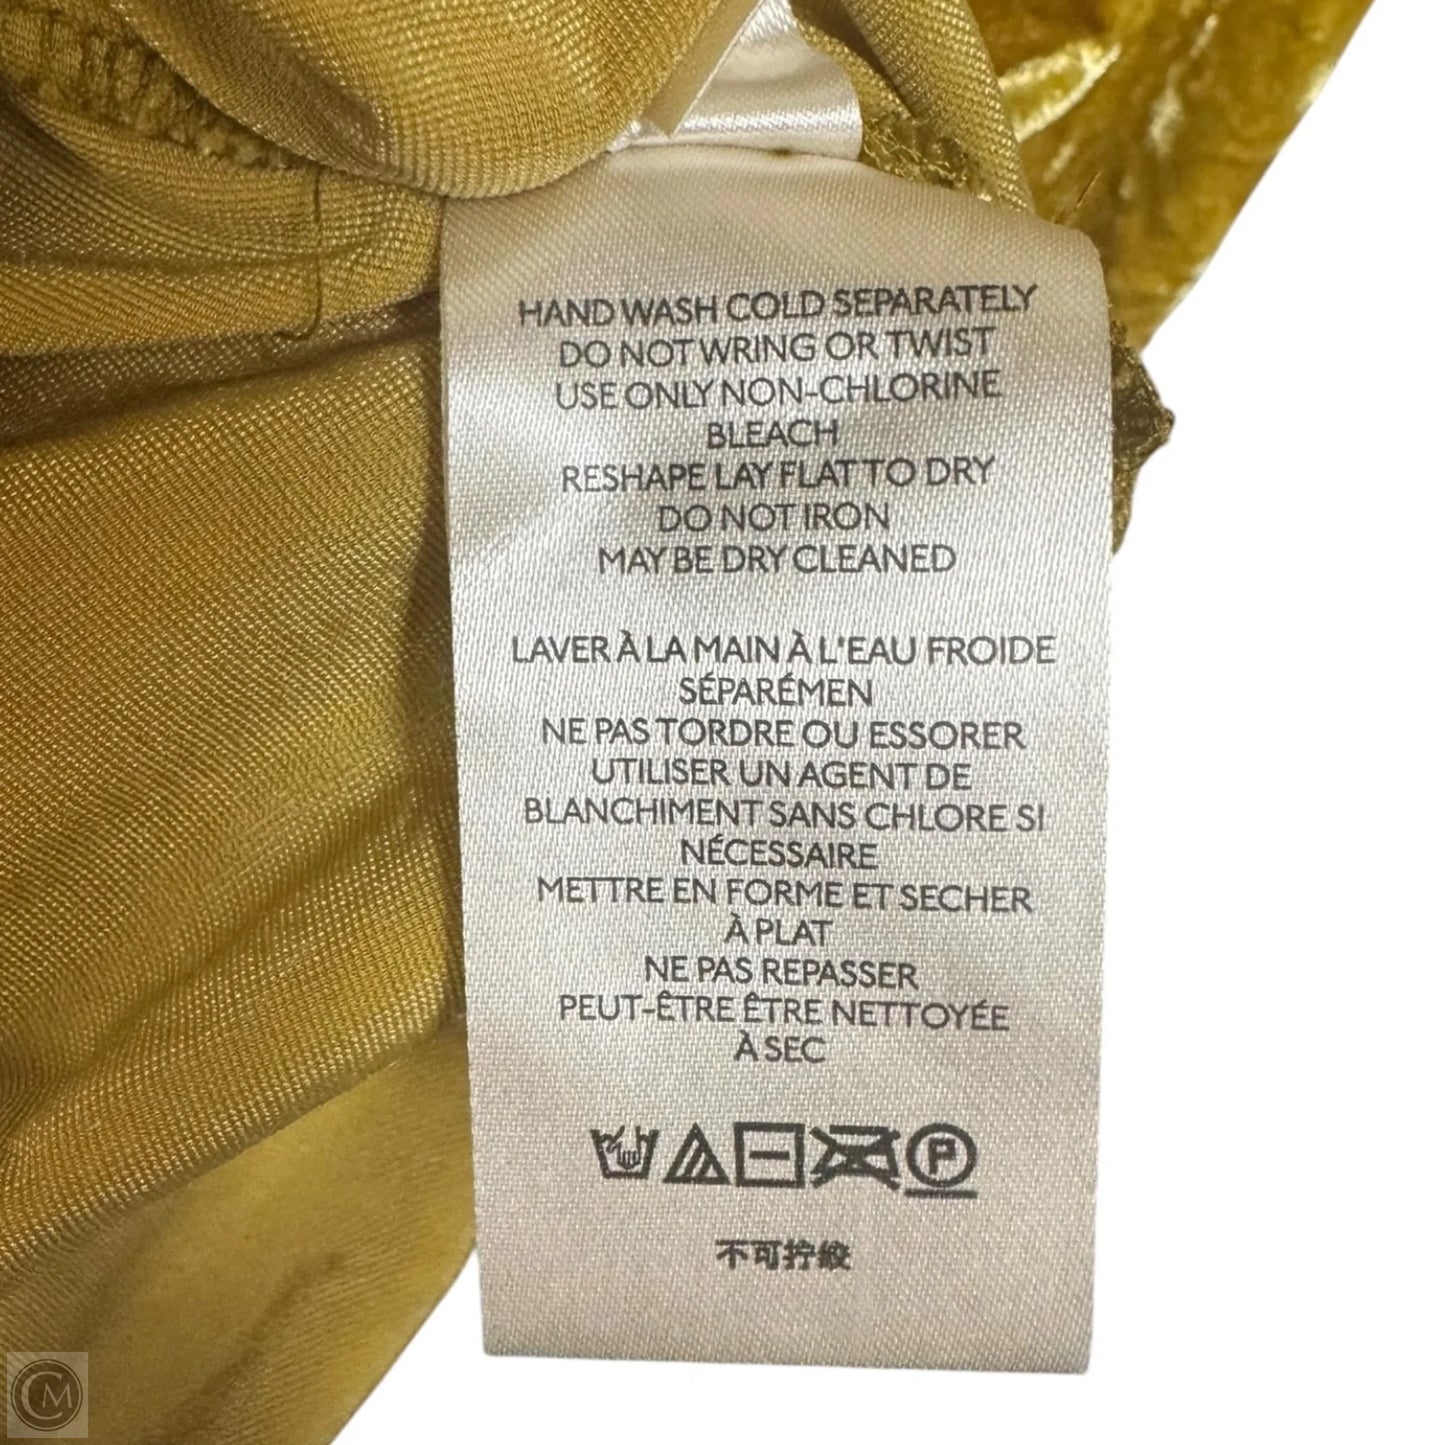 HAND WASH COLD SEPARATELY
DO NOT WRING OR TWIST
USE ONLY NON-CHLORINE
BLEACH
RESHAPE LAY FLAT TO DRY
DO NOT IRON
MAY BE DRY CLEANED
LAVER À LA MAIN À L'EAU FROIDE
SÉPARÉMEN
NE PAS TORDRE OU ESSORER
UTILISER UN AGENT DE
BLANCHIMENT SANS CHLORE SI
NÉCESSAIRE
METTRE EN FORME ET SECHER
À PLAT
NE PAS REPASSER
PEUT-ÊTRE ÊTRE NETTOYÉE
À SEC
P
不可拧绞
CM